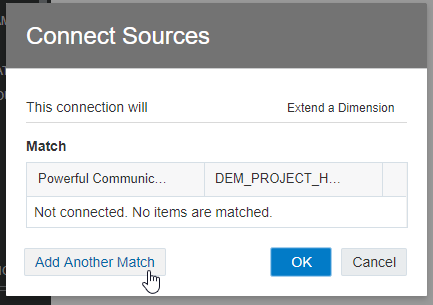 Connect Sources
This connection will Extend a Dimension
Match
Powerful Communic... DEM_PROJECT_H...
Not connected. No items are matched.
Add Another Match OK Cancel